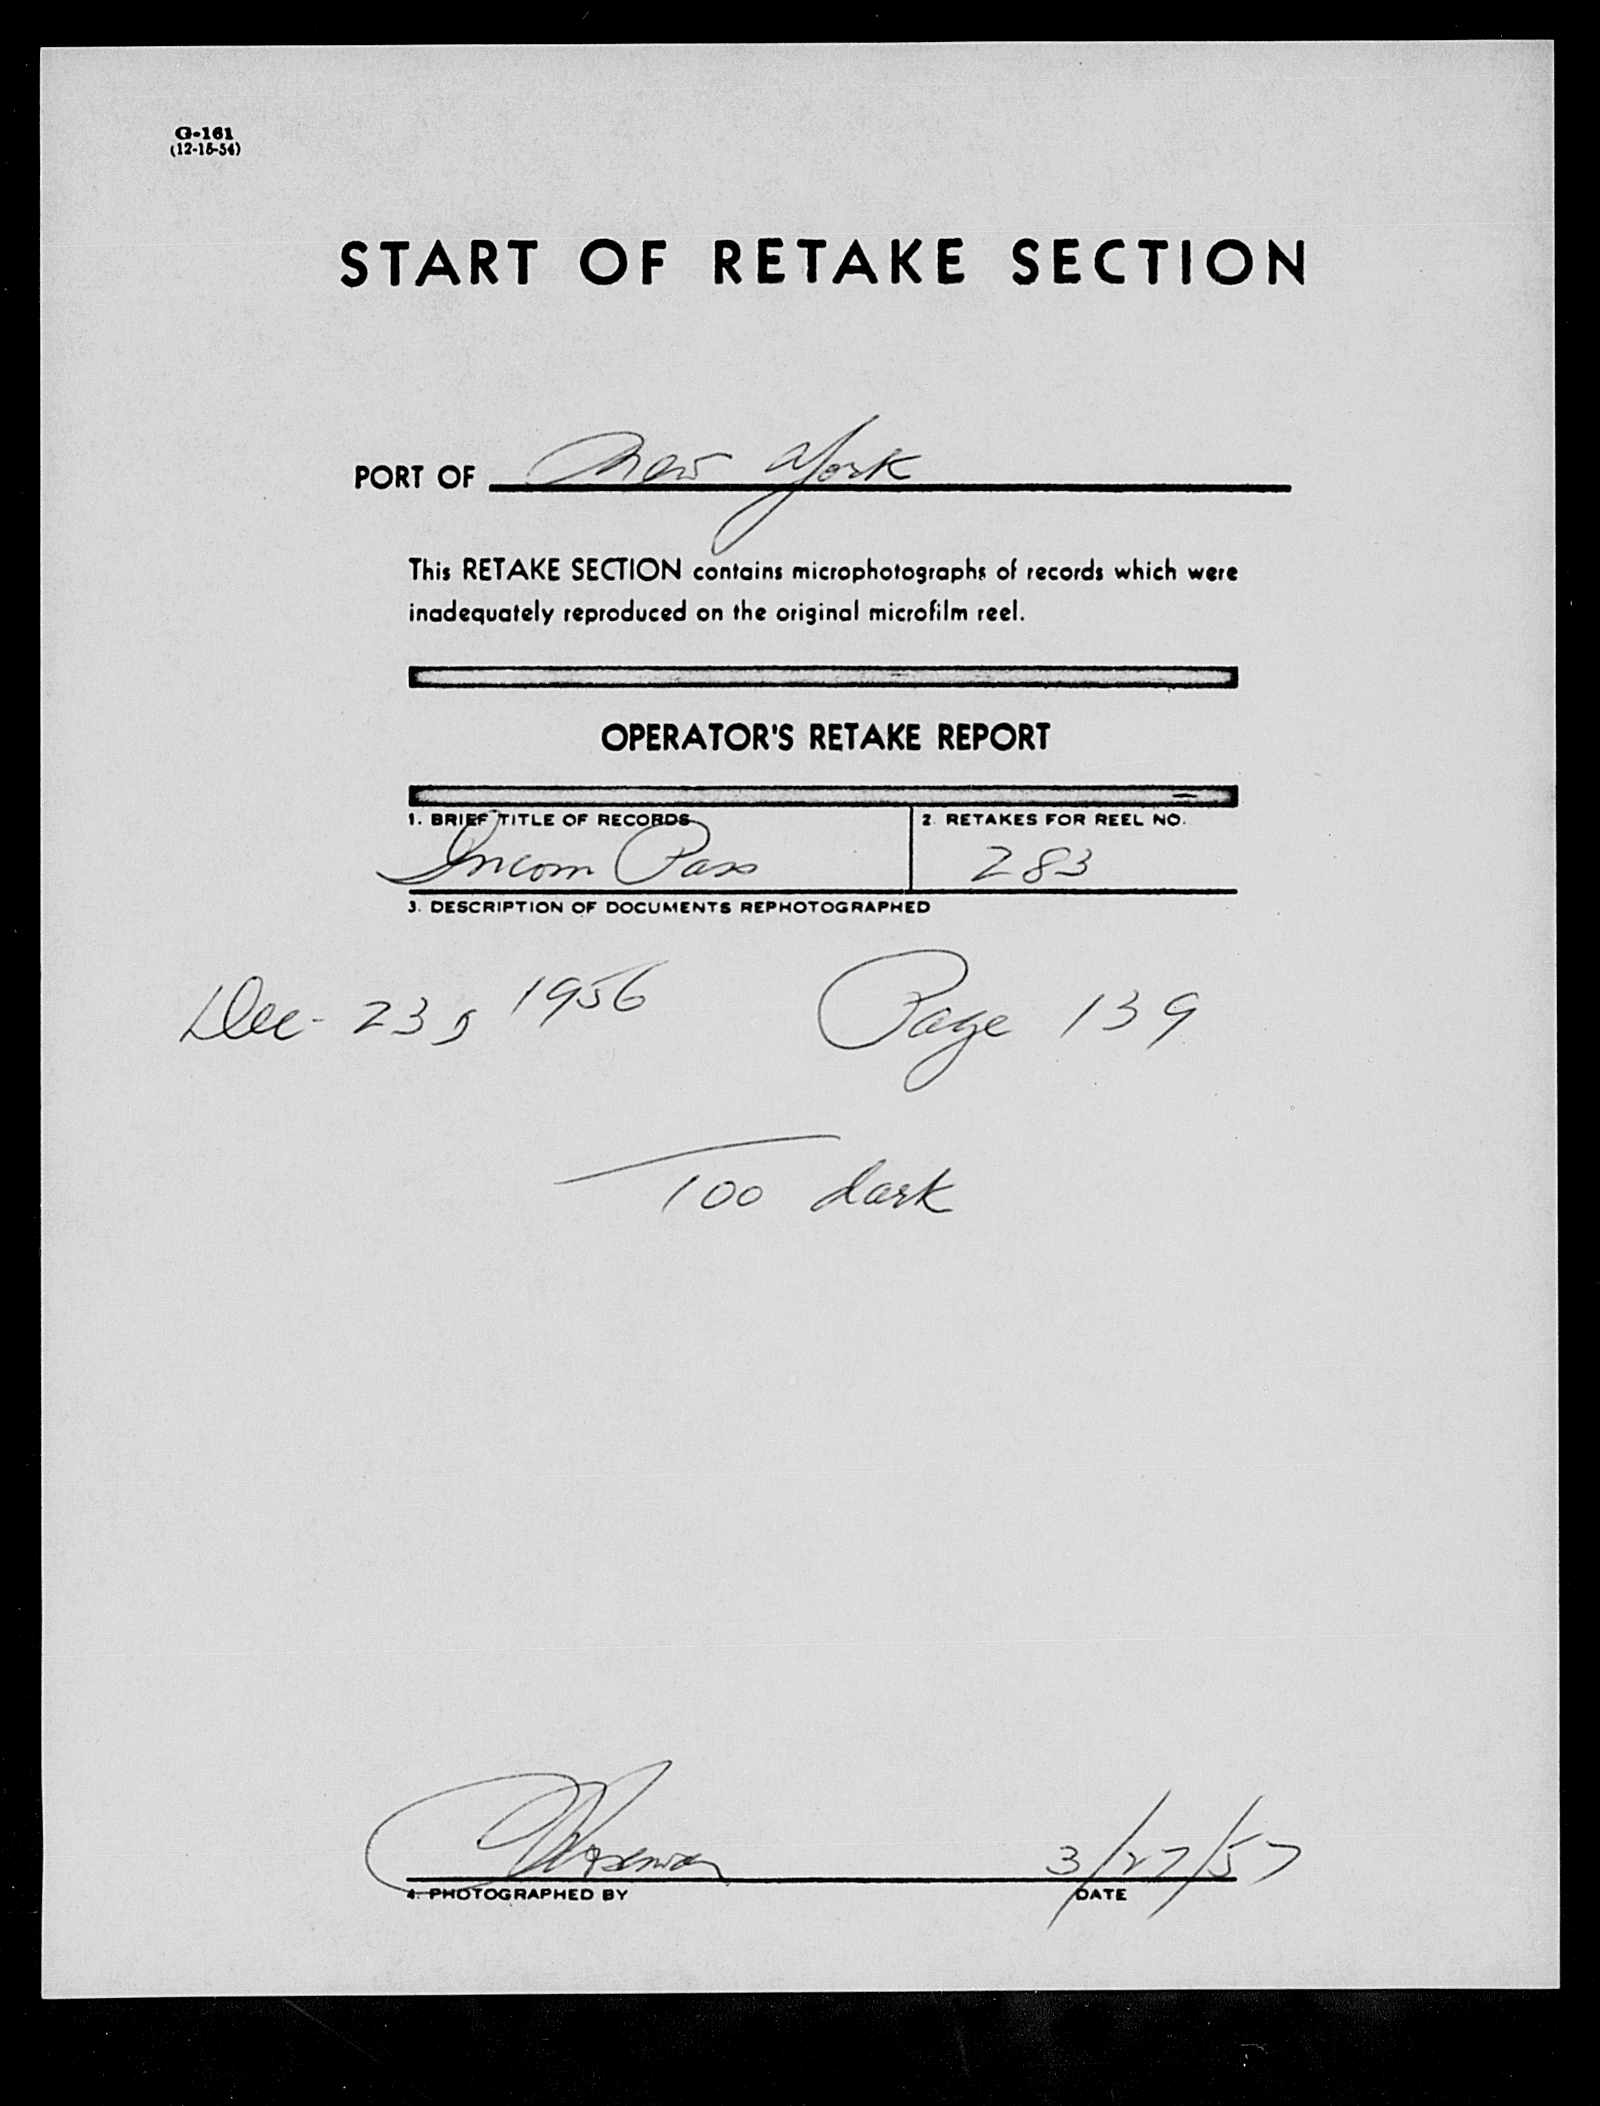 G-161
(12-15-54)
START OF RETAKE SECTION
PORT OF New York
This RETAKE SECTION contains microphotographs of records which were
inadequately reproduced on the original microfilm reel.
OPERATOR'S RETAKE REPORT
1. BRIEF TITLE OF RECORDS 2. RETAKES FOR REEL NO.
Incom Pass 283
3. DESCRIPTION OF DOCUMENTS REPHOTOGRAPHED
Dec- 23, 1956 Page 139
Too dark
3/27/57
4. PHOTOGRAPHED BY DATE